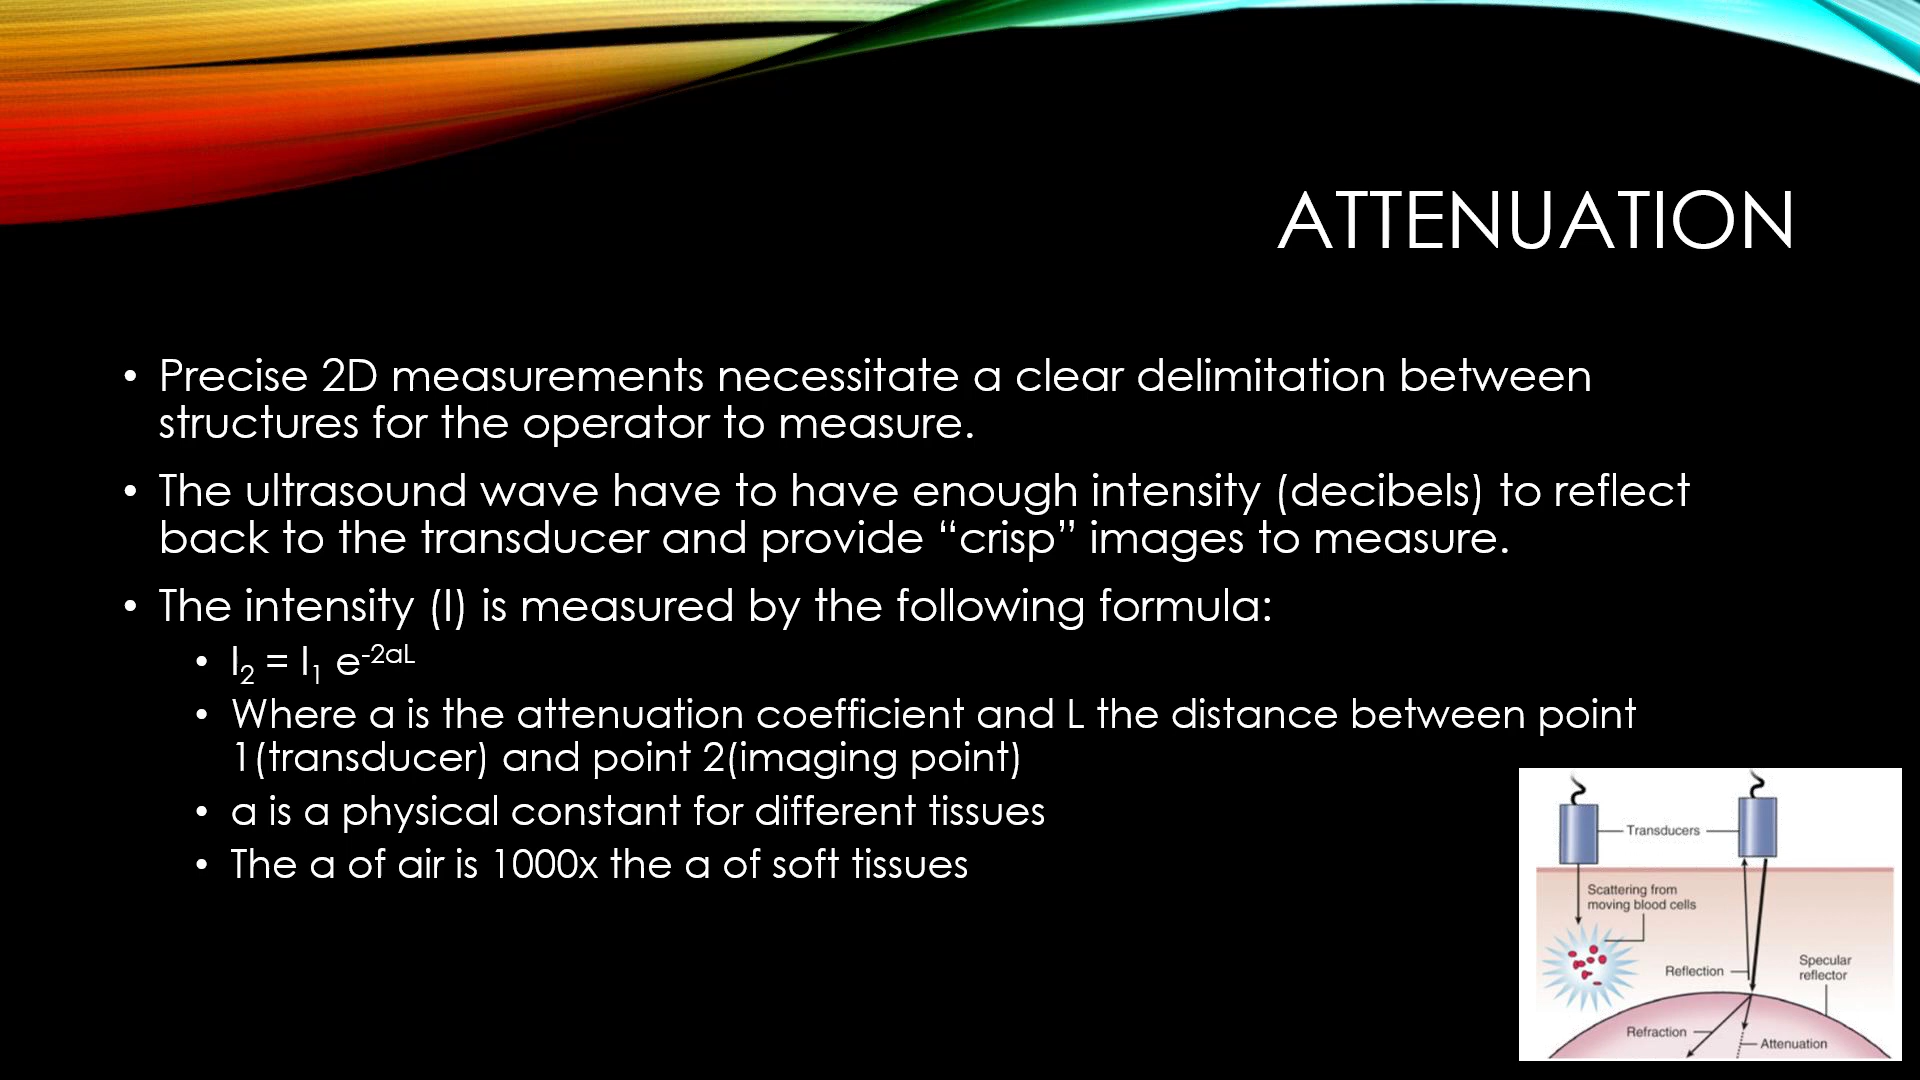 ATTENUATION
• Precise 2D measurements necessitate a clear delimitation between
structures for the operator to measure.
• The ultrasound wave have to have enough intensity (decibels) to reflect
back to the transducer and provide “crisp” images to measure.
• The intensity (I) is measured by the following formula:
• I₂ = I₁ e^-2aL
• Where a is the attenuation coefficient and L the distance between point
1(transducer) and point 2(imaging point)
• a is a physical constant for different tissues
• The a of air is 1000x the a of soft tissues
Transducers
Scattering from
moving blood cells
Reflection
Specular
reflector
Refraction
Attenuation